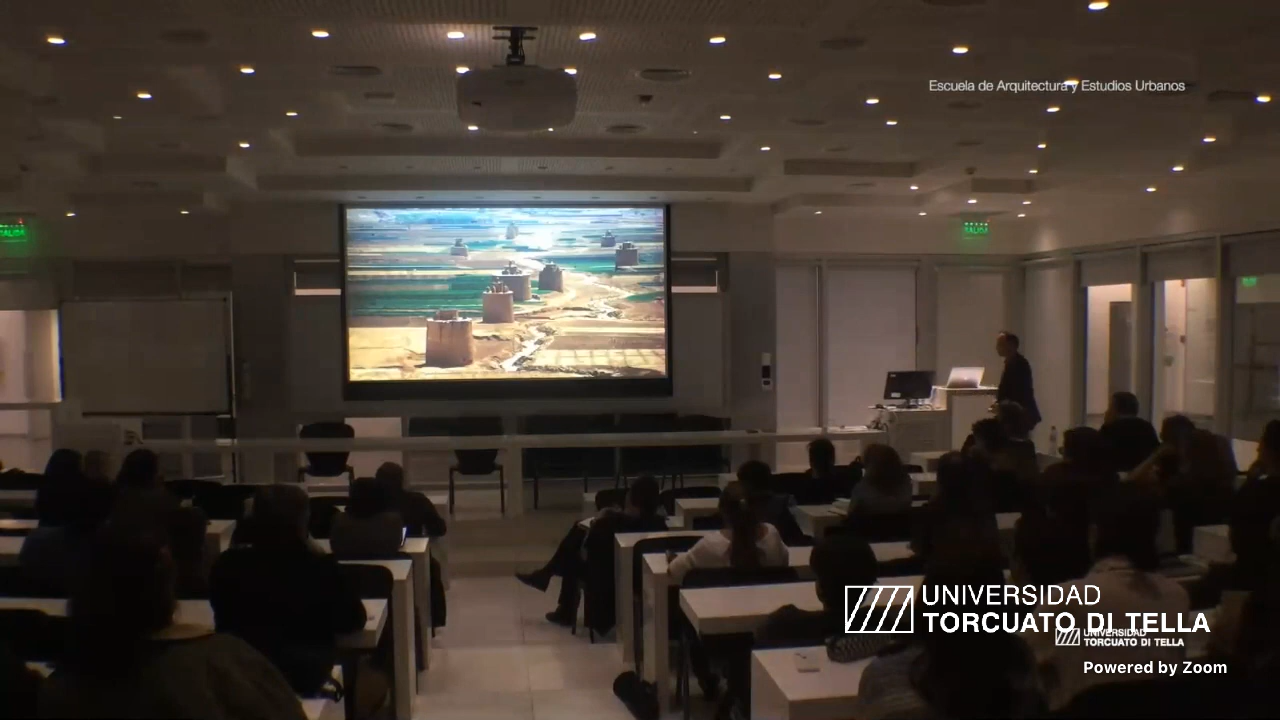 Escuela de Arquitectura y Estudios Urbanos
SALIDA
SALIDA
UNIVERSIDAD
TORCUATO DI TELLA
UNIVERSIDAD
TORCUATO DI TELLA
Powered by Zoom